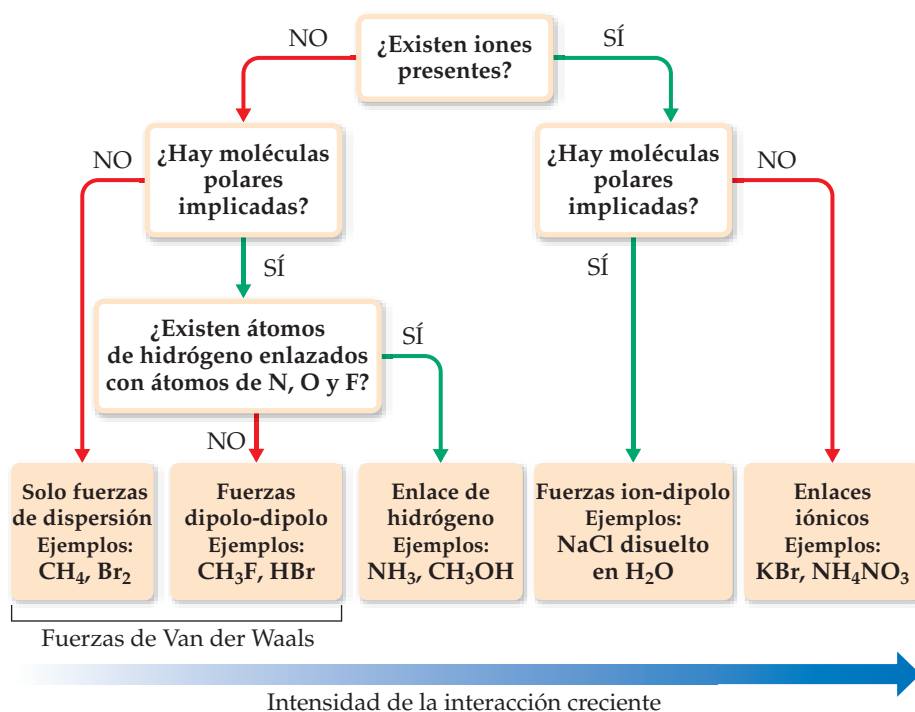 NO
¿Existen iones
presentes?
SÍ
NO
¿Hay moléculas
polares
implicadas?
¿Hay moléculas
polares
implicadas?
NO
SÍ
SÍ
¿Existen átomos
de hidrógeno enlazados
con átomos de N, O y F?
SÍ
NO
Solo fuerzas
de dispersión
Ejemplos:
CH₄, Br₂
Fuerzas
dipolo-dipolo
Ejemplos:
CH₃F, HBr
Enlace de
hidrógeno
Ejemplos:
NH₃, CH₃OH
Fuerzas ion-dipolo
Ejemplos:
NaCl disuelto
en H₂O
Enlaces
iónicos
Ejemplos:
KBr, NH₄NO₃
Fuerzas de Van der Waals
Intensidad de la interacción creciente